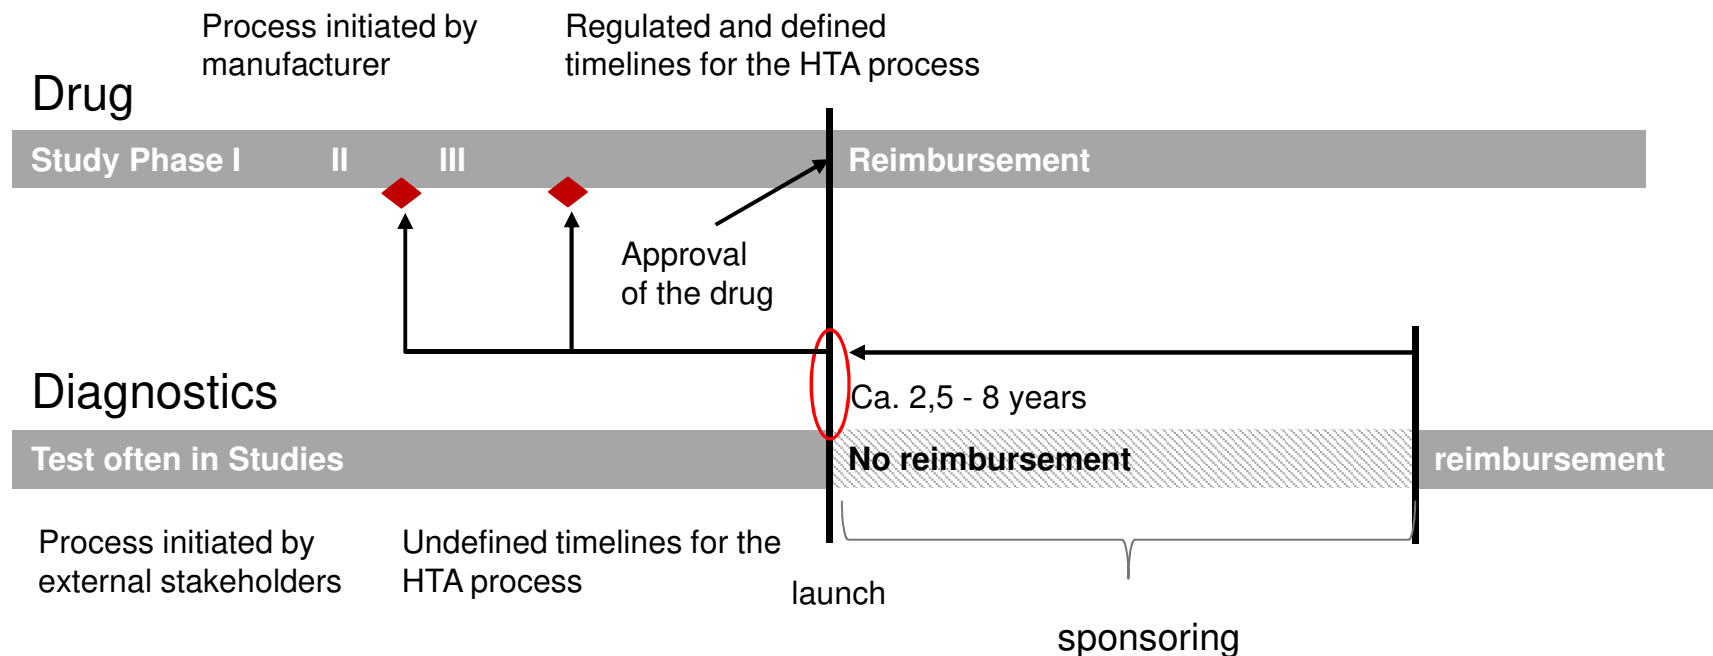 Process initiated by
manufacturer
Regulated and defined
timelines for the HTA process
Drug
Study Phase I II III
Reimbursement
Approval
of the drug
Diagnostics
Ca. 2,5 - 8 years
Test often in Studies
No reimbursement
reimbursement
Process initiated by
external stakeholders
Undefined timelines for the
HTA process
launch
sponsoring